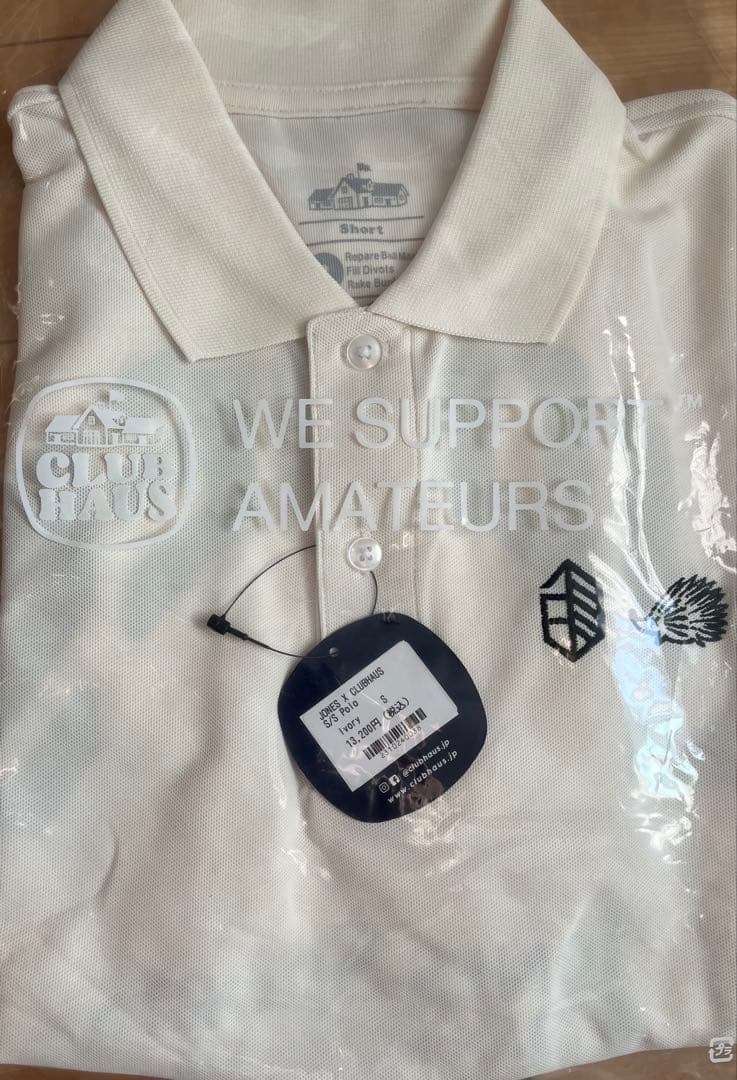 Short
Repare Ball
Fill Divots
Rake
CLUB
HAUS
WE SUPPORT™
AMATEURS
JONES X CLUBHAUS
S/S Polo
Ivory S
13,200円 (税込)
@clubhaus.jp
www.clubhaus.jp